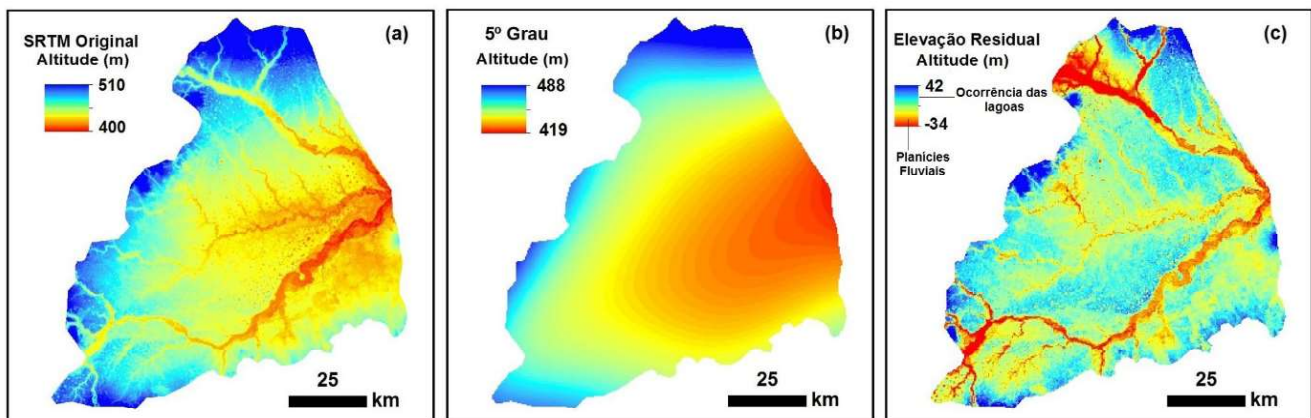 SRTM Original
Altitude (m)
510
400
(a)
25
km
5º Grau
Altitude (m)
488
419
(b)
25
km
Elevação Residual
Altitude (m)
42
-34
Ocorrência das
lagoas
Planícies
Fluviais
(c)
25
km